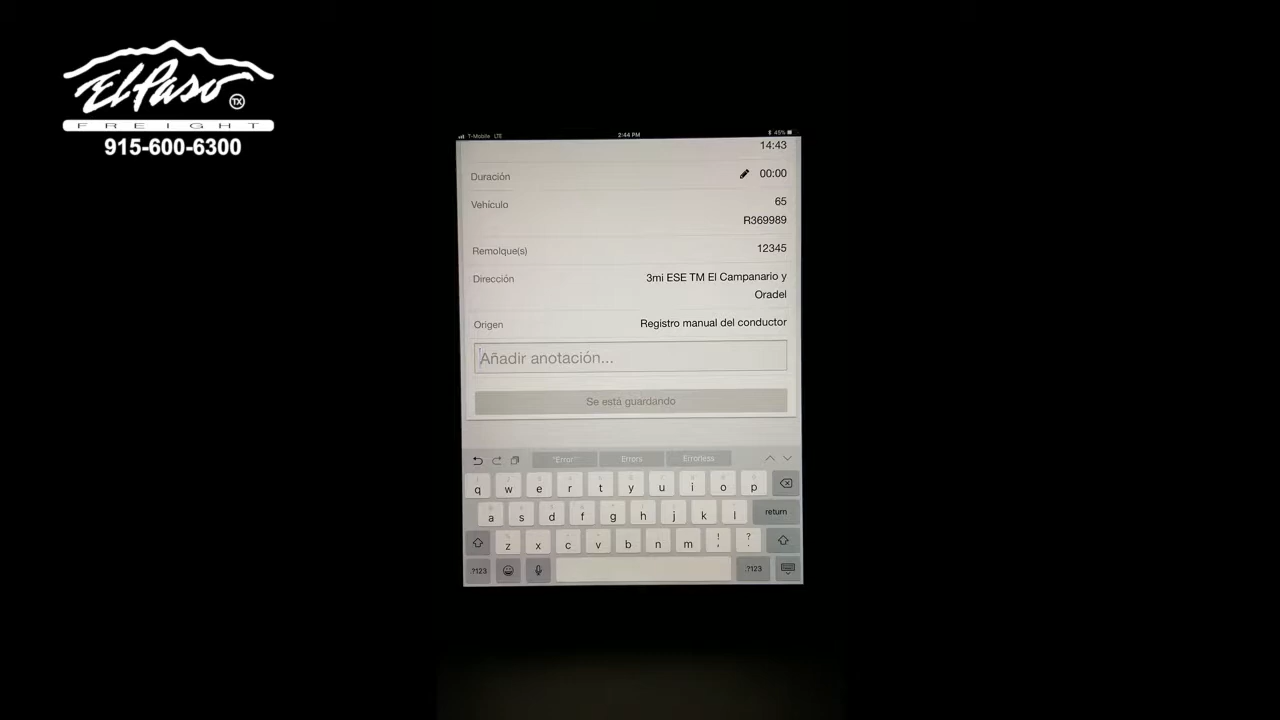 El Paso TX
FREIGHT
915-600-6300
T-Mobile LTE 2:44 PM 45%
14:43
Duración 00:00
Vehículo 65
R369989
Remolque(s) 12345
Dirección 3mi ESE TM El Campanario y
Oradel
Origen Registro manual del conductor
Añadir anotación...
Se está guardando
"Error" Errors Errorless
q w e r t y u i o p
a s d f g h j k l return
z x c v b n m ! , ? .
.?123 .?123